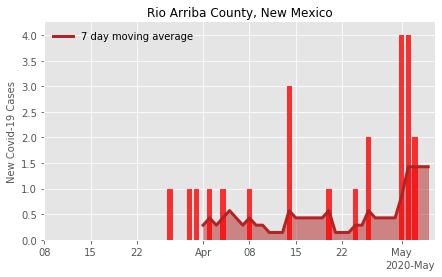 Rio Arriba County, New Mexico
7 day moving average
New Covid-19 Cases
4.0
3.5
3.0
2.5
2.0
1.5
1.0
0.5
0.0
08 15 22 Apr 08 15 22 May
2020-May